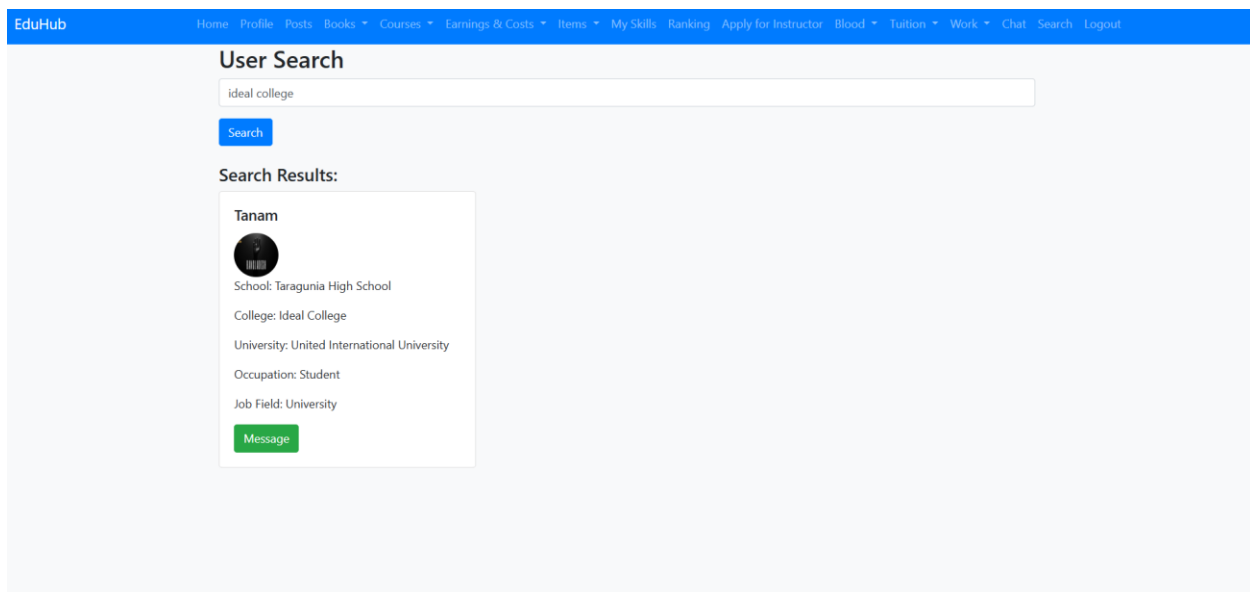 EduHub Home Profile Posts Books Courses Earnings & Costs Items My Skills Ranking Apply for Instructor Blood Tuition Work Chat Search Logout
User Search
ideal college
Search
Search Results:
Tanam
School: Taragunia High School
College: Ideal College
University: United International University
Occupation: Student
Job Field: University
Message